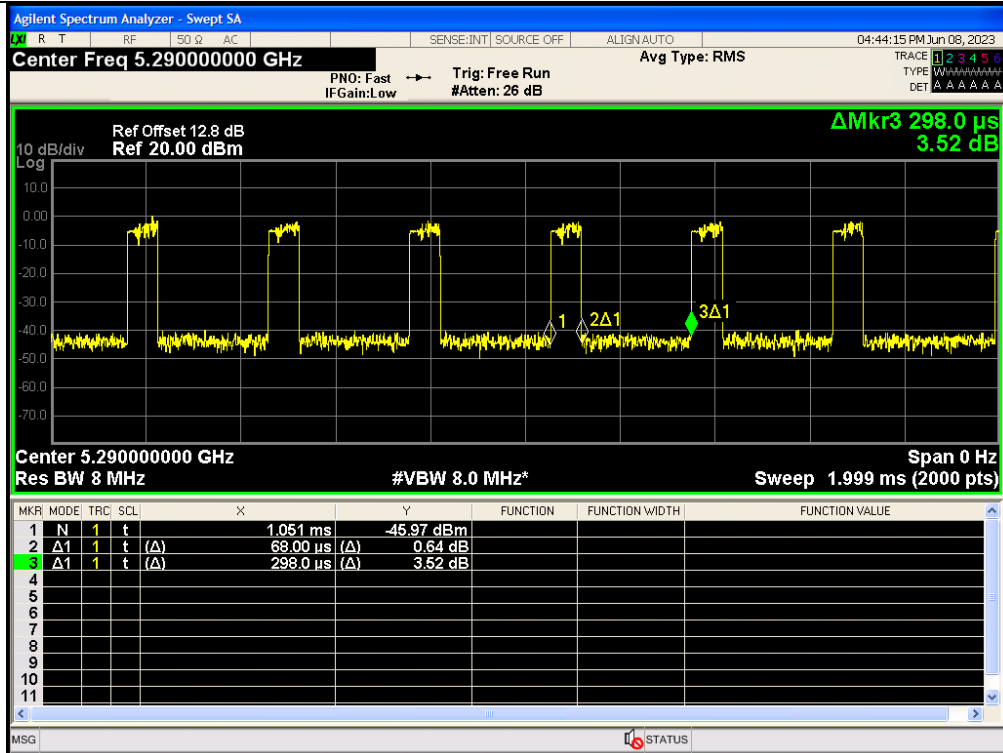 Agilent Spectrum Analyzer - Swept SA
LXI R T RF 50 Ω AC SENSE:INT SOURCE OFF ALIGN AUTO 04:44:15 PM Jun 08, 2023
Center Freq 5.290000000 GHz Avg Type: RMS TRACE 1 2 3 4 5 6
PNO: Fast Trig: Free Run TYPE WWWWWW
IFGain:Low #Atten: 26 dB DET A A A A A A
ΔMkr3 298.0 µs
3.52 dB
Ref Offset 12.8 dB
10 dB/div Ref 20.00 dBm
Log
10.0
0.00
-10.0
-20.0
-30.0
-40.0
-50.0
-60.0
-70.0
1 2Δ1 3Δ1
Center 5.290000000 GHz Span 0 Hz
Res BW 8 MHz #VBW 8.0 MHz* Sweep 1.999 ms (2000 pts)
MKR MODE TRC SCL X Y FUNCTION FUNCTION WIDTH FUNCTION VALUE
1 N 1 t 1.051 ms -45.97 dBm
2 Δ1 1 t (Δ) 68.00 µs (Δ) 0.64 dB
3 Δ1 1 t (Δ) 298.0 µs (Δ) 3.52 dB
4
5
6
7
8
9
10
11
MSG STATUS